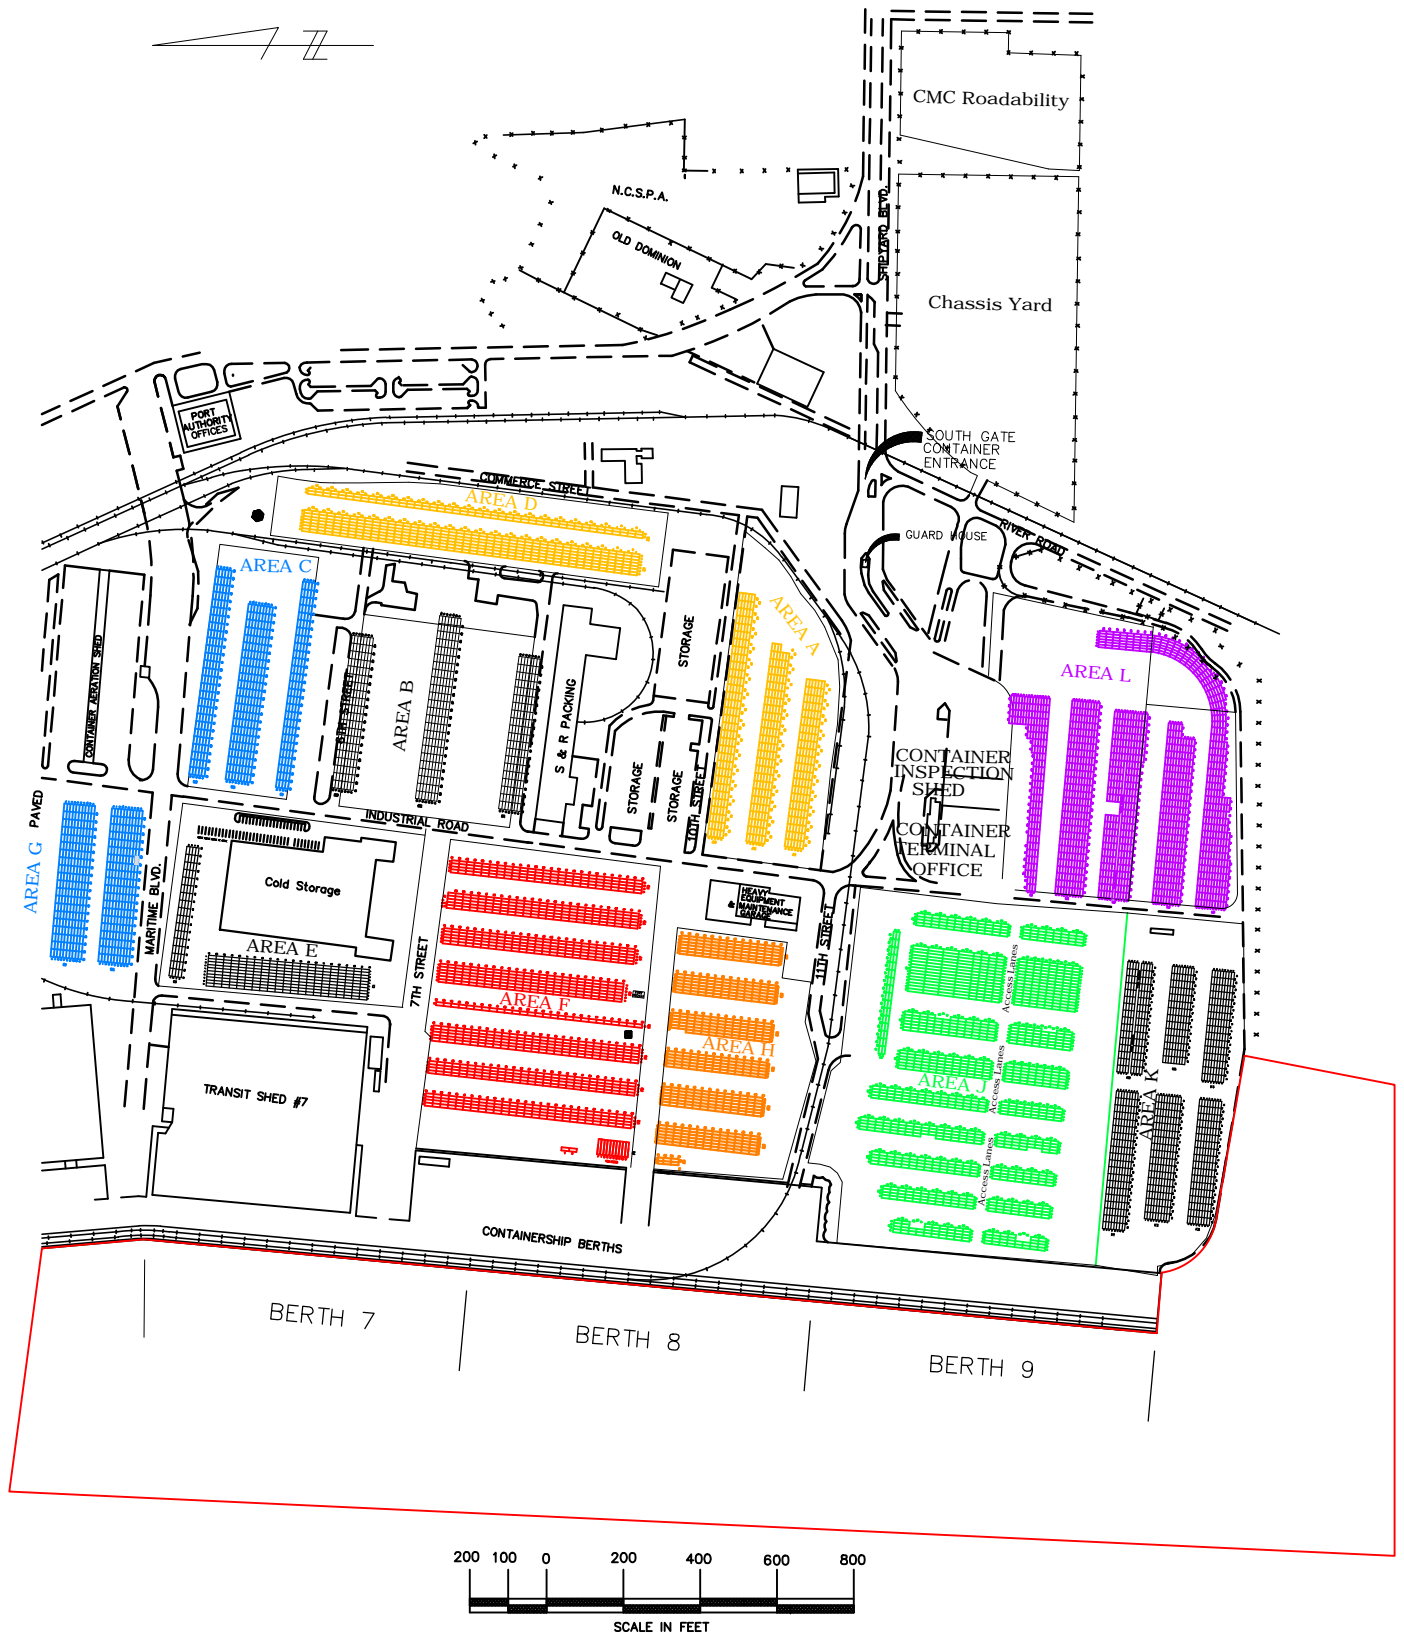 N
CMC Roadability
N.C.S.P.A.
SHIPYARD BLVD.
OLD DOMINION
Chassis Yard
PORT
AUTHORITY
OFFICES
SOUTH GATE
CONTAINER
ENTRANCE
COMMERCE STREET
AREA D
RIVER ROAD
GUARD HOUSE
AREA C
AREA A
STORAGE
CONTAINER AERATION SHED
AREA L
AREA B
8TH STREET
S & R PACKING
STORAGE
STORAGE
10TH STREET
CONTAINER
INSPECTION
SHED
CONTAINER
TERMINAL
OFFICE
PAVED
AREA G
INDUSTRIAL ROAD
MARITIME BLVD.
Cold Storage
HEAVY
EQUIPMENT
& MAINTENANCE
GARAGE
11TH STREET
AREA E
7TH STREET
AREA F
AREA H
Access Lanes
AREA J
Access Lanes
AREA K
Access Lanes
TRANSIT SHED #7
CONTAINERSHIP BERTHS
BERTH 7
BERTH 8
BERTH 9
200 100 0 200 400 600 800
SCALE IN FEET